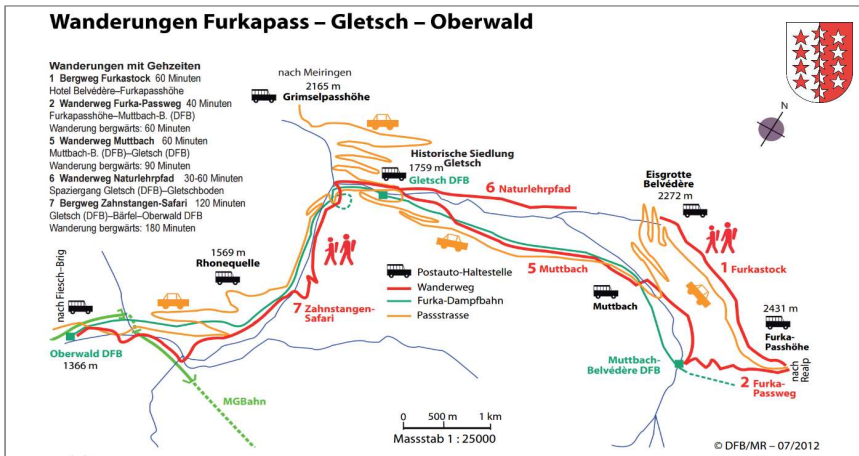 Wanderungen Furkapass – Gletsch – Oberwald
Wanderungen mit Gehzeiten
1 Bergweg Furkastock 60 Minuten
Hotel Belvédère–Furkapasshöhe
2 Wanderweg Furka-Passweg 40 Minuten
Furkapasshöhe–Muttbach-B. (DFB)
Wanderung bergwärts: 60 Minuten
5 Wanderweg Muttbach 60 Minuten
Muttbach-B. (DFB)–Gletsch (DFB)
Wanderung bergwärts: 90 Minuten
6 Wanderweg Naturlehrpfad 30-60 Minuten
Spaziergang Gletsch (DFB)–Gletschboden
7 Bergweg Zahnstangen-Safari 120 Minuten
Gletsch (DFB)–Bärfel–Oberwald DFB
Wanderung bergwärts: 180 Minuten
nach Meiringen
2165 m
Grimselpasshöhe
N
Historische Siedlung
Gletsch
1759 m
Gletsch DFB
6 Naturlehrpfad
Eisgrotte
Belvédère
2272 m
1 Furkastock
5 Muttbach
Muttbach
2431 m
Furka-
Passhöhe
nach
Realp
Muttbach-
Belvédère DFB
2 Furka-
Passweg
1569 m
Rhonequelle
7 Zahnstangen-
Safari
nach Fiesch-Brig
Oberwald DFB
1366 m
MGBahn
Postauto-Haltestelle
Wanderweg
Furka-Dampfbahn
Passstrasse
0 500 m 1 km
Massstab 1 : 25000
© DFB/MR – 07/2012